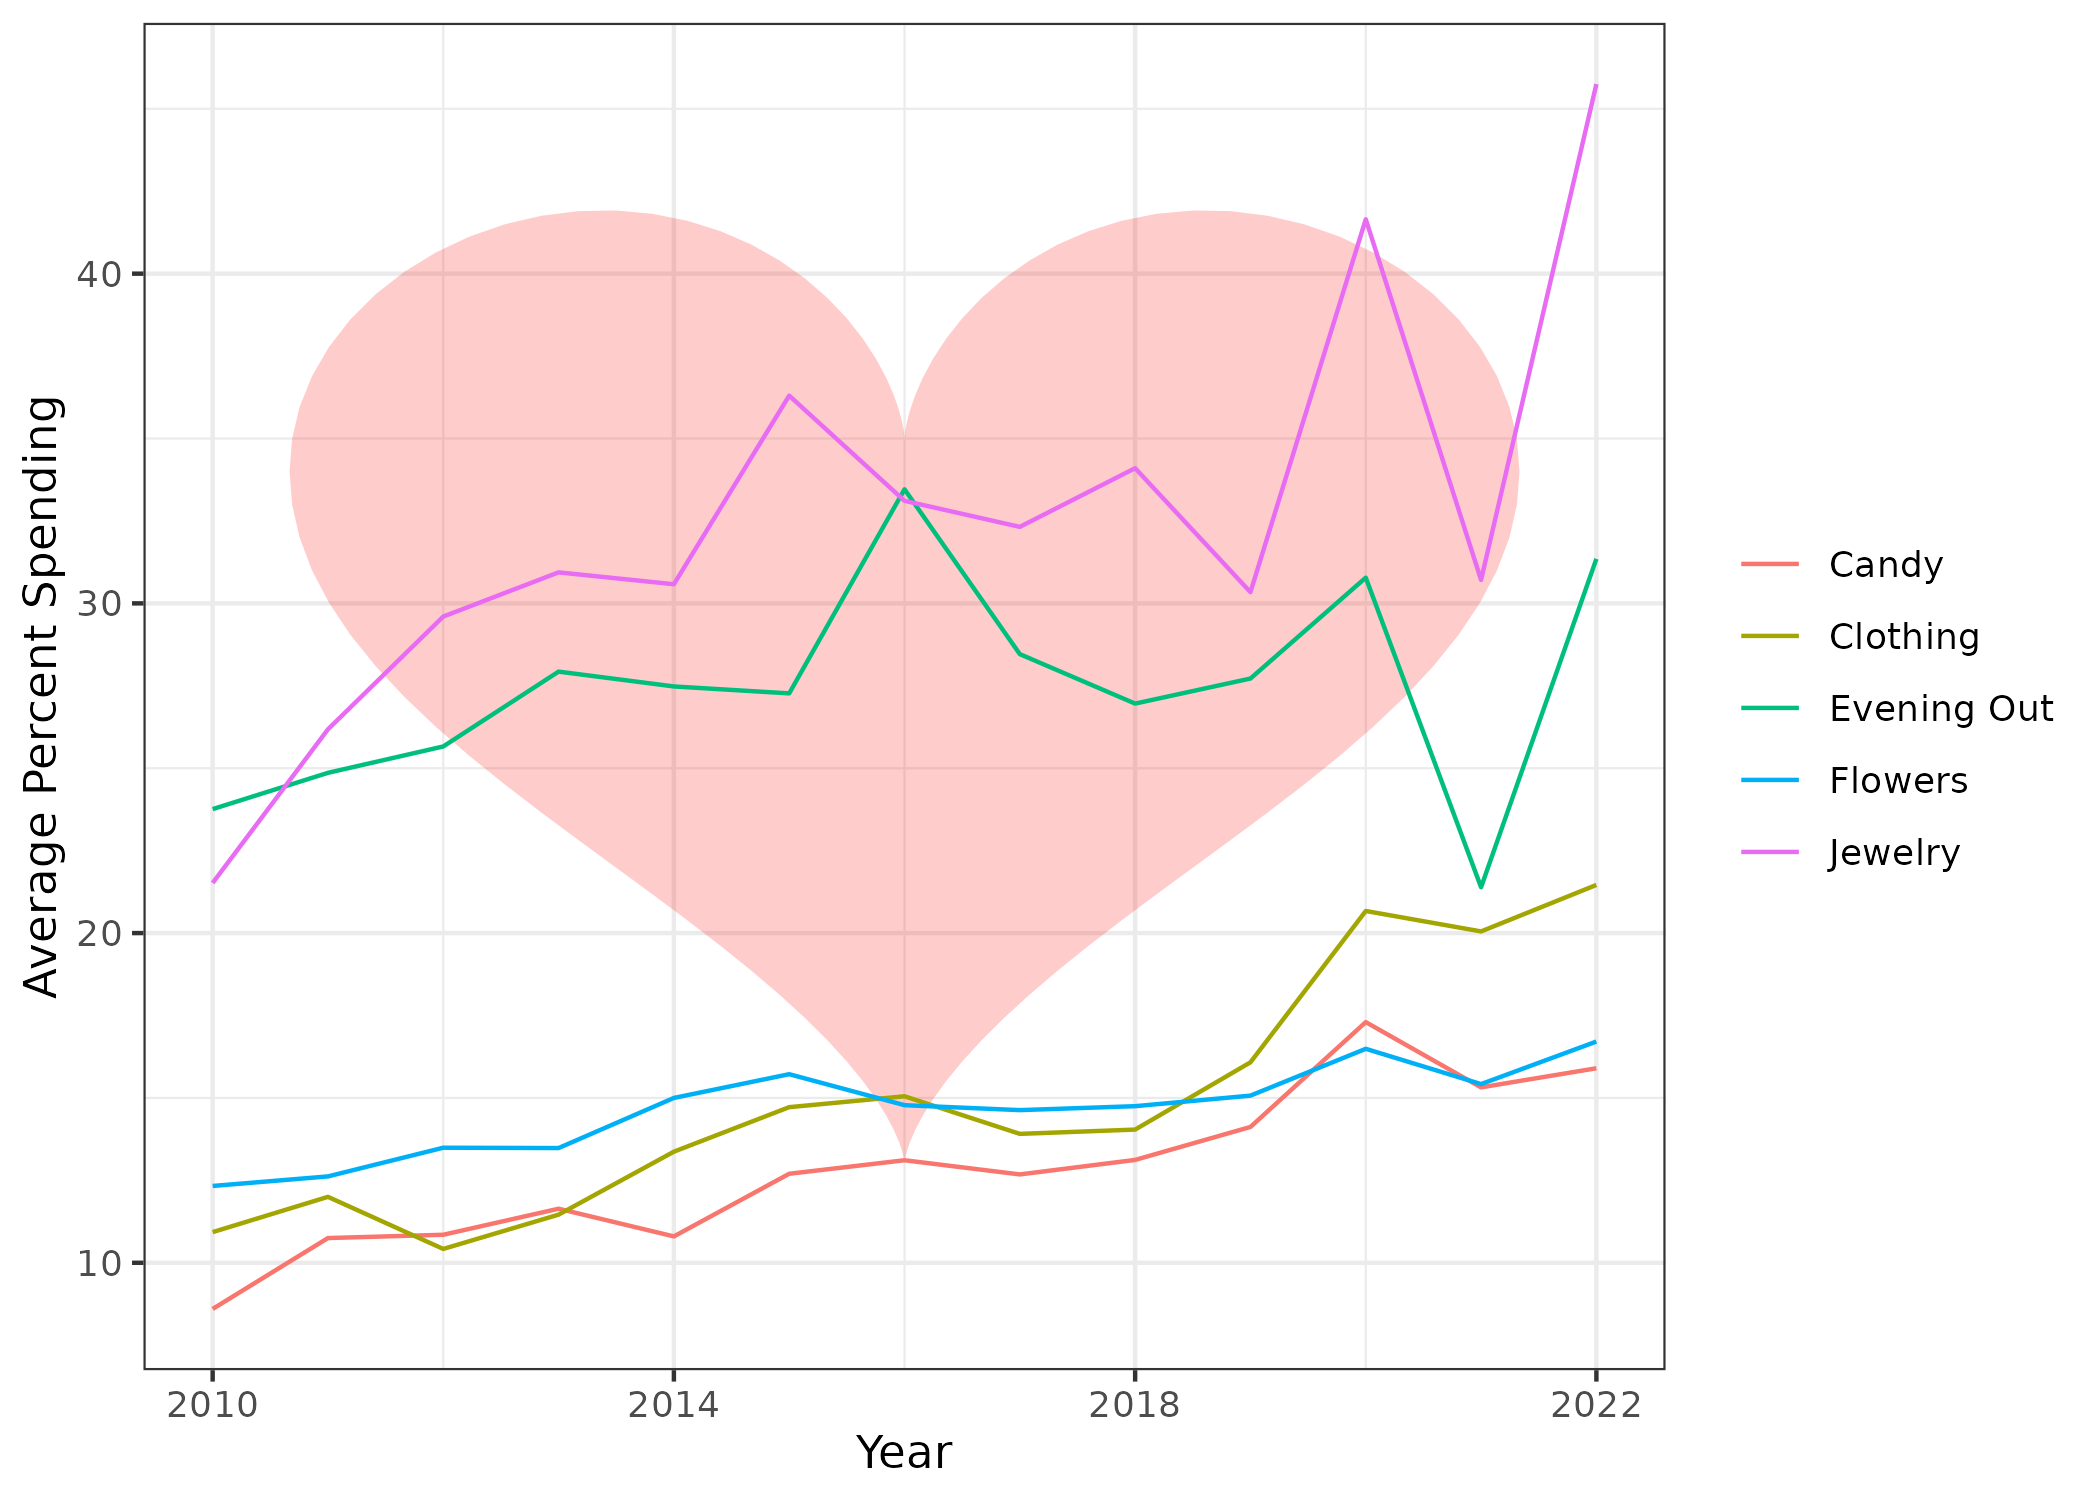 Average Percent Spending
40
30
20
10
2010
2014
2018
2022
Year
Candy
Clothing
Evening Out
Flowers
Jewelry